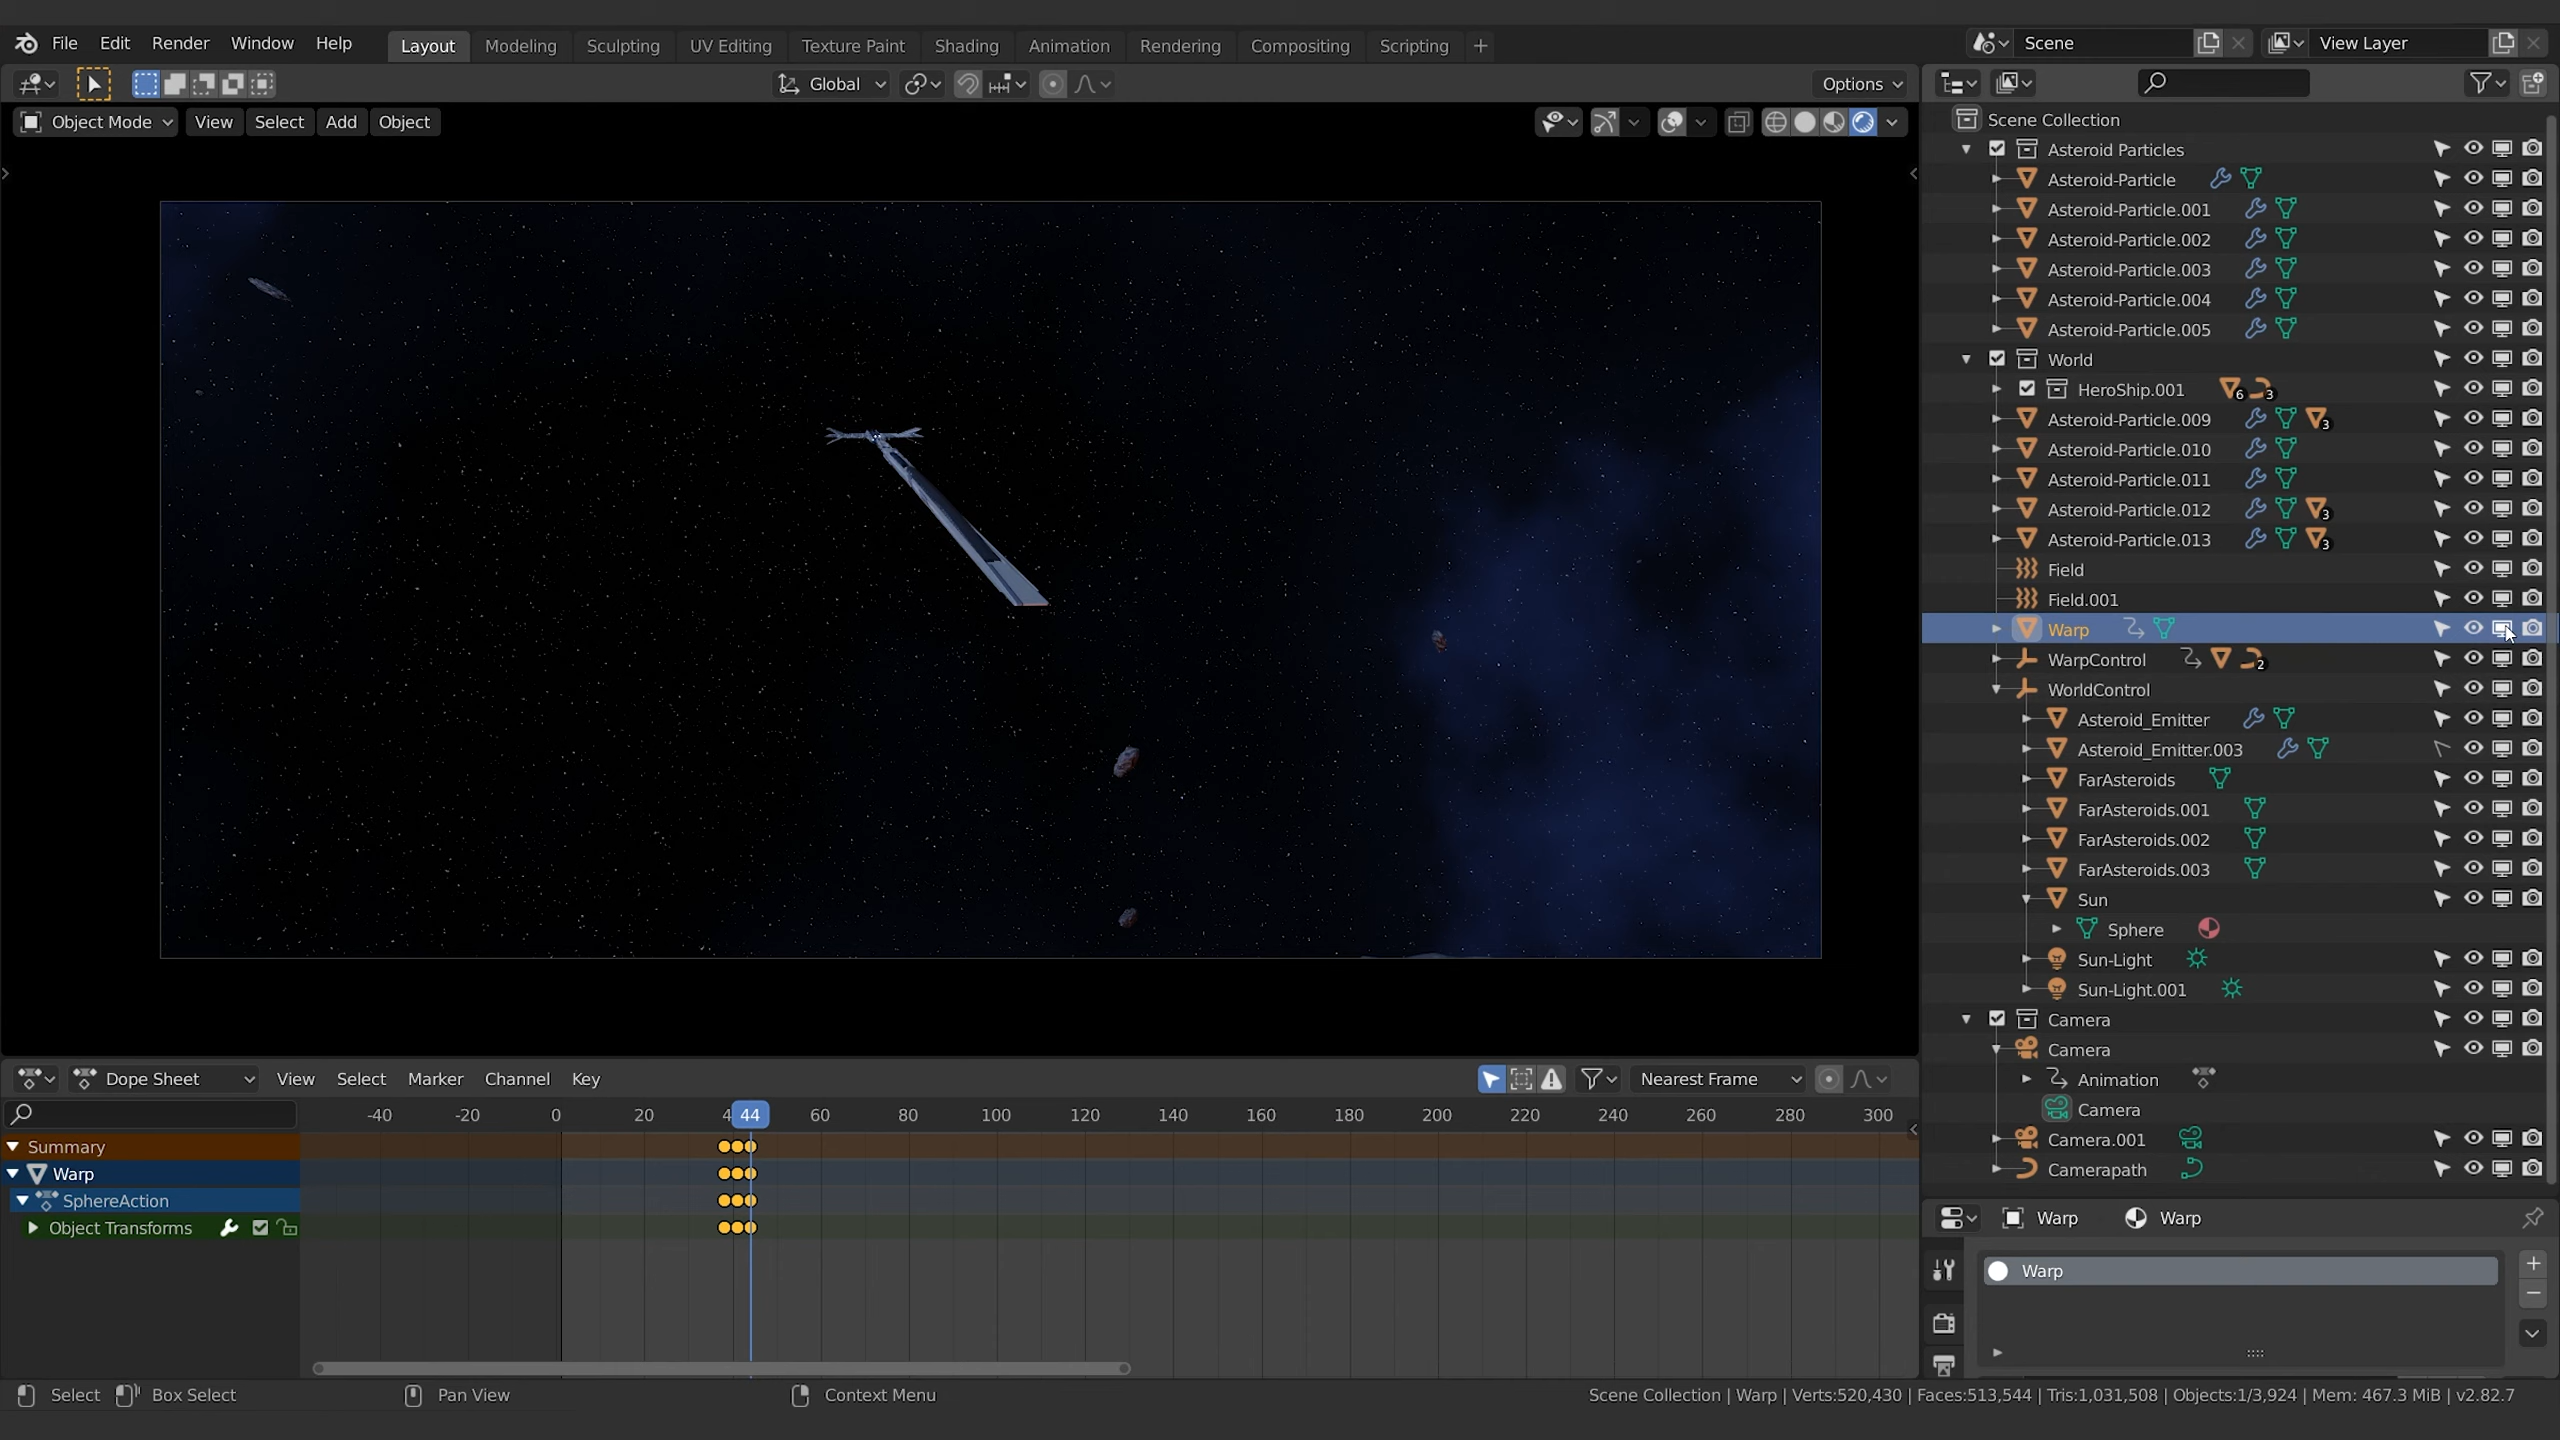 File Edit Render Window Help Layout Modeling Sculpting UV Editing Texture Paint Shading Animation Rendering Compositing Scripting + Scene View Layer
Global Options
Object Mode View Select Add Object
Scene Collection
Asteroid Particles
Asteroid-Particle
Asteroid-Particle.001
Asteroid-Particle.002
Asteroid-Particle.003
Asteroid-Particle.004
Asteroid-Particle.005
World
HeroShip.001 6 3
Asteroid-Particle.009 3
Asteroid-Particle.010
Asteroid-Particle.011
Asteroid-Particle.012 3
Asteroid-Particle.013 3
Field
Field.001
Warp
WarpControl 2
WorldControl
Asteroid_Emitter
Asteroid_Emitter.003
FarAsteroids
FarAsteroids.001
FarAsteroids.002
FarAsteroids.003
Sun
Sphere
Sun-Light
Sun-Light.001
Camera
Camera
Animation
Camera
Camera.001
Camerapath
Dope Sheet View Select Marker Channel Key Nearest Frame
-40 -20 0 20 4 44 60 80 100 120 140 160 180 200 220 240 260 280 300
Summary
Warp
SphereAction
Object Transforms
Warp Warp
Warp
Select Box Select Pan View Context Menu Scene Collection | Warp | Verts:520,430 | Faces:513,544 | Tris:1,031,508 | Objects:1/3,924 | Mem: 467.3 MiB | v2.82.7